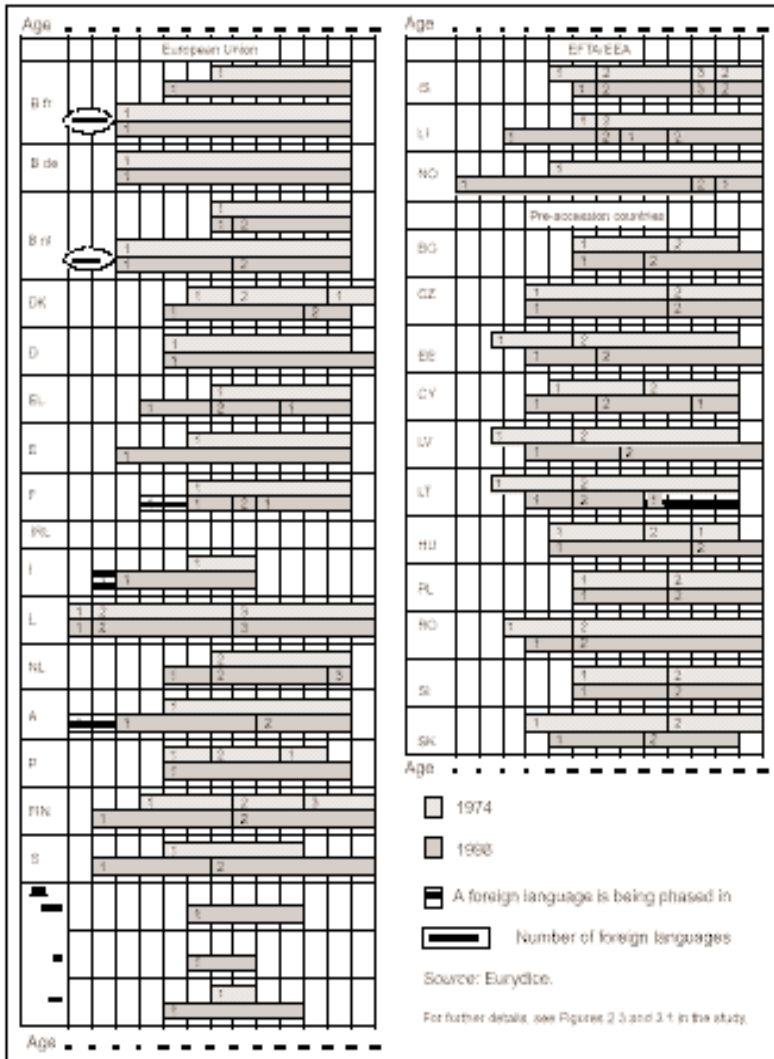 Age
European Union
1
1
B fr
1
1
B de
1
1
1
1 2
B nl
1
1 2
DK
1 2 1
1 2
D
1
1
EL
1
1 2 1
E
1
1
F
1
1 2 1
IRL
I
1
1
L
1 2 3
1 2 3
NL
2
1 2 3
A
1
1 2
P
1 2 1
1
FIN
1 2 3
1 2
S
1
1 2
1
1
1
1
Age
Age
EFTA/EEA
IS
1 2 3 2
1 2 3 2
LI
1 2
1 2 1 2
NO
1
1 2 1
Pre-accession countries
BG
1 2
1 2
CZ
1 2
1 2
EE
1 2
1 2
CY
1 2
1 2 1
LV
1 2
1 2
LT
1 2
1 2 1
HU
1 2 1
1 2
PL
1 2
1 2
RO
1 2
1 2
SI
1 2
1 2
SK
1 2
1 2
Age
1974
1998
A foreign language is being phased in
Number of foreign languages
Source: Eurydice.
For further details, see Figures 2.3 and 3.1 in the study.